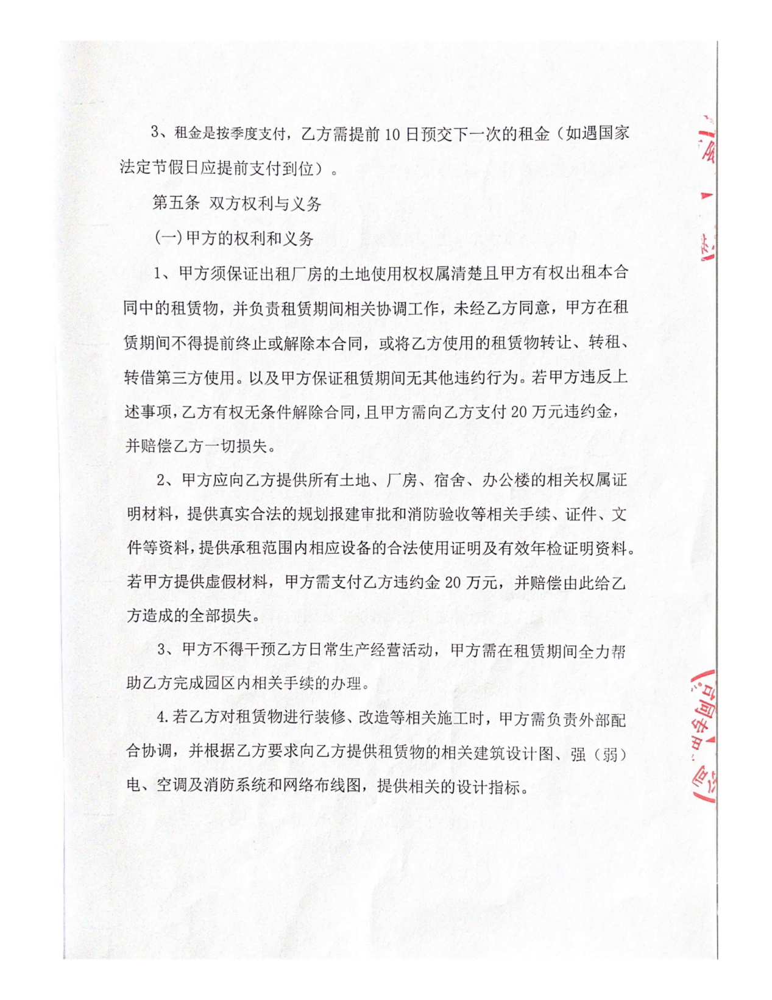 3、租金是按季度支付，乙方需提前 10 日预交下一次的租金（如遇国家
法定节假日应提前支付到位）。
第五条 双方权利与义务
(一)甲方的权利和义务
1、甲方须保证出租厂房的土地使用权权属清楚且甲方有权出租本合
同中的租赁物，并负责租赁期间相关协调工作，未经乙方同意，甲方在租
赁期间不得提前终止或解除本合同，或将乙方使用的租赁物转让、转租、
转借第三方使用。以及甲方保证租赁期间无其他违约行为。若甲方违反上
述事项，乙方有权无条件解除合同，且甲方需向乙方支付 20 万元违约金，
并赔偿乙方一切损失。
2、甲方应向乙方提供所有土地、厂房、宿舍、办公楼的相关权属证
明材料，提供真实合法的规划报建审批和消防验收等相关手续、证件、文
件等资料，提供承租范围内相应设备的合法使用证明及有效年检证明资料。
若甲方提供虚假材料，甲方需支付乙方违约金 20 万元，并赔偿由此给乙
方造成的全部损失。
3、甲方不得干预乙方日常生产经营活动，甲方需在租赁期间全力帮
助乙方完成园区内相关手续的办理。
4.若乙方对租赁物进行装修、改造等相关施工时，甲方需负责外部配
合协调，并根据乙方要求向乙方提供租赁物的相关建筑设计图、强（弱）
电、空调及消防系统和网络布线图，提供相关的设计指标。
合同专用
公司